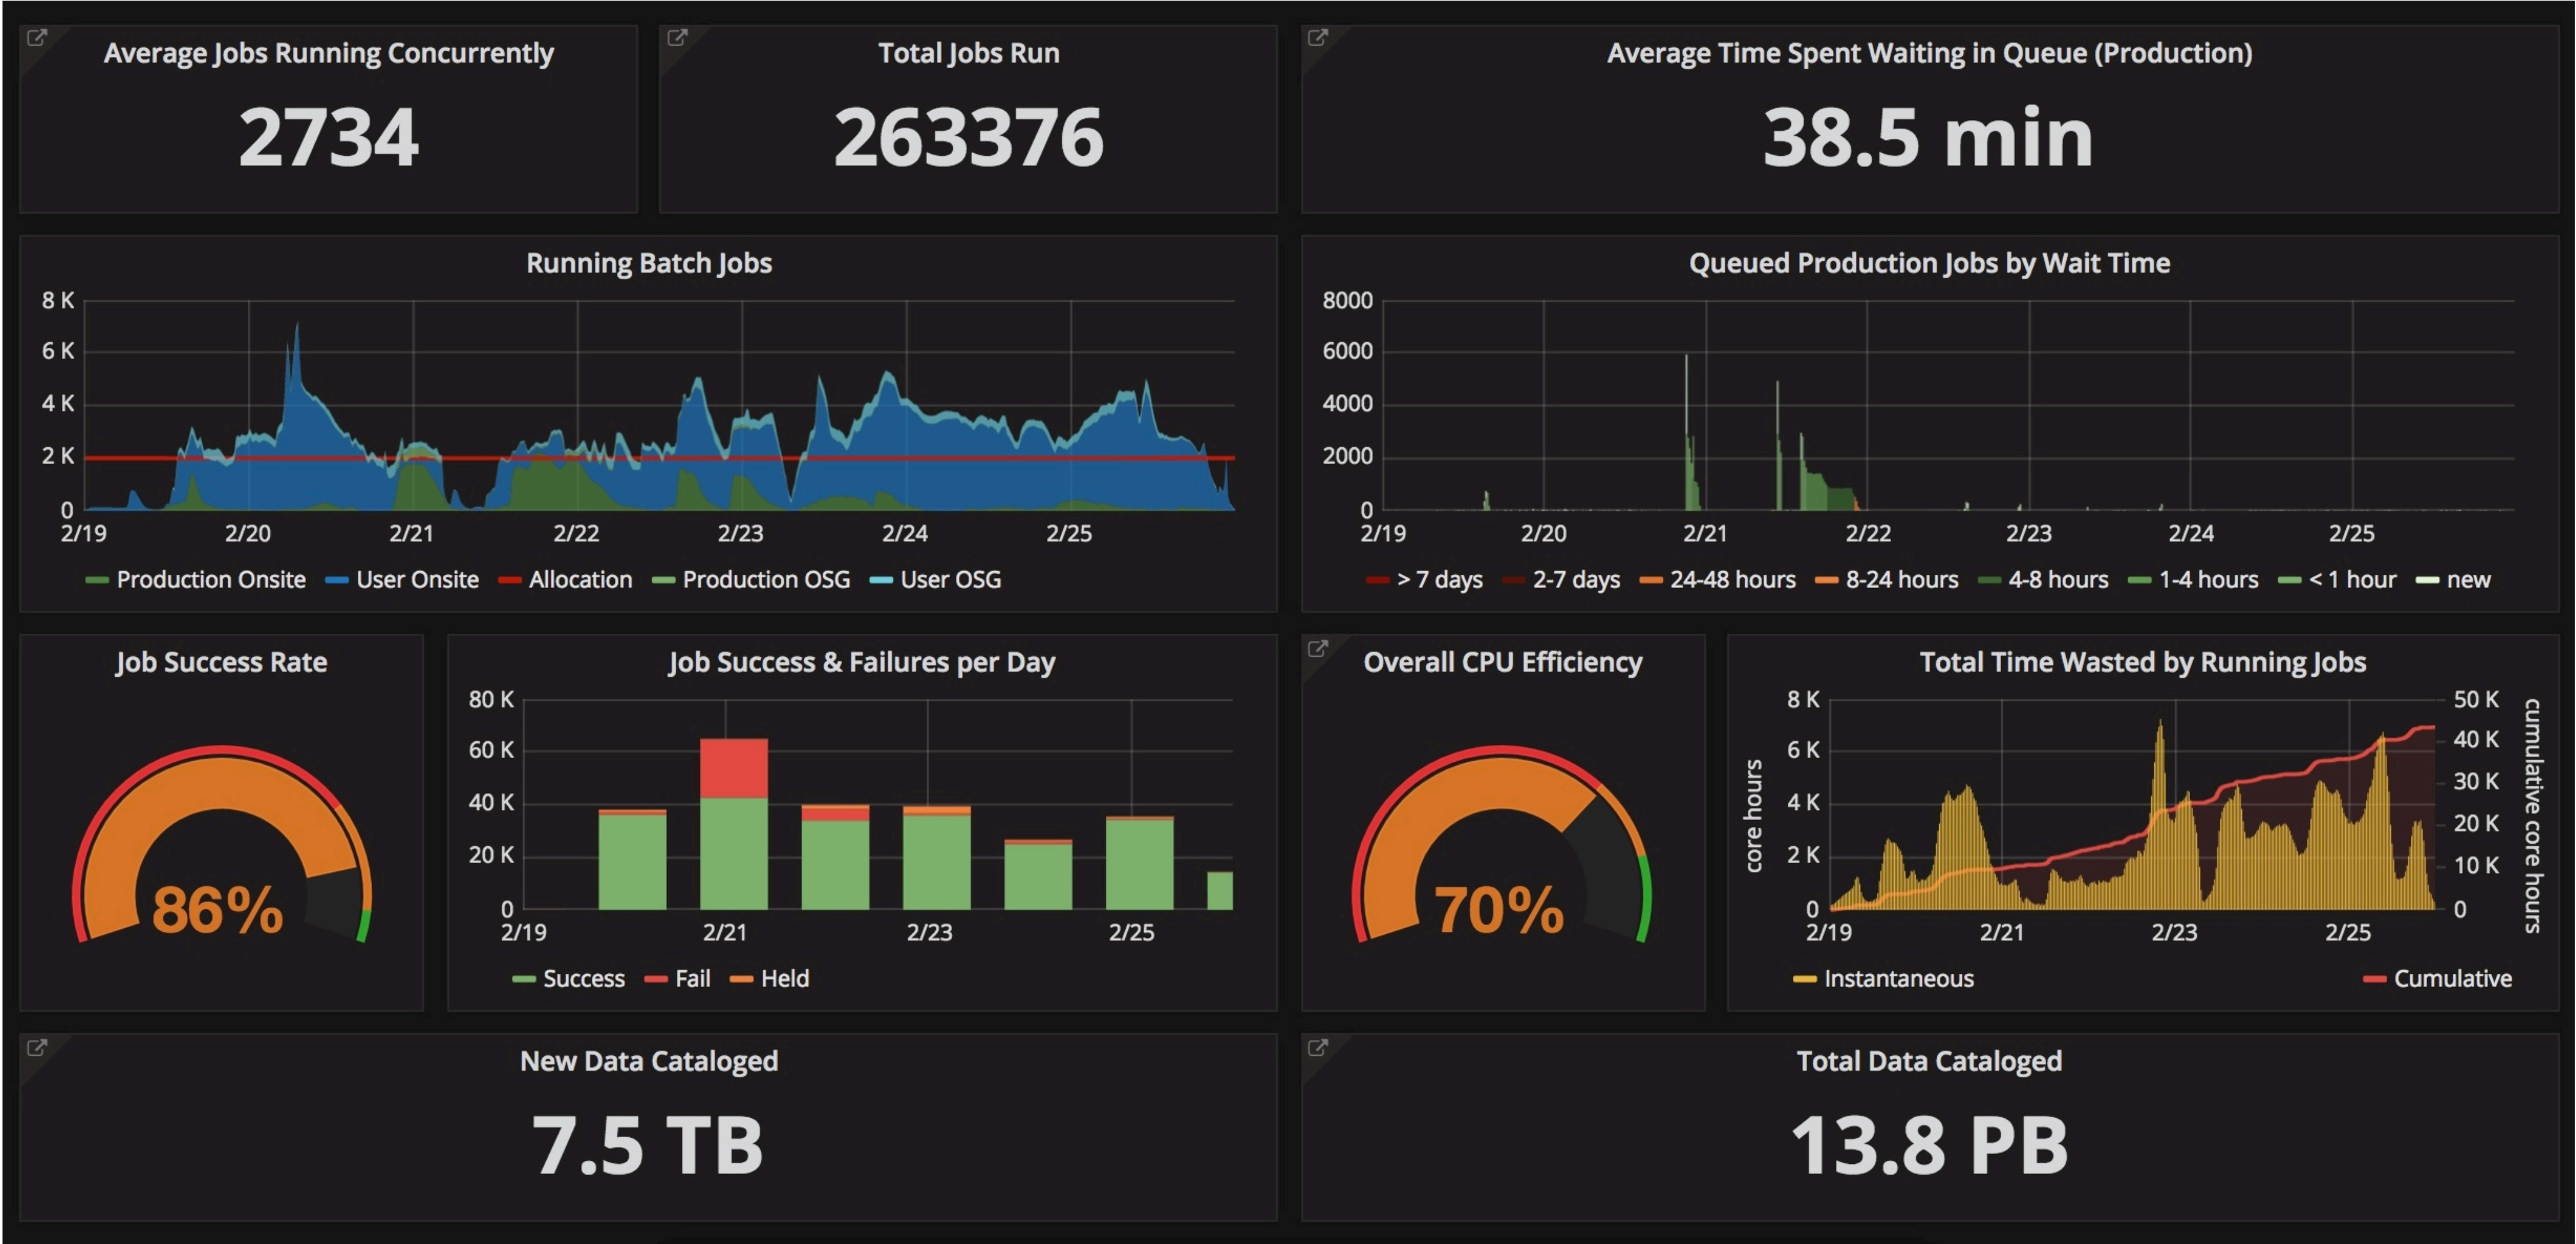 Average Jobs Running Concurrently
2734
Total Jobs Run
263376
Average Time Spent Waiting in Queue (Production)
38.5 min
Running Batch Jobs
8 K
6 K
4 K
2 K
0
2/19 2/20 2/21 2/22 2/23 2/24 2/25
Production Onsite User Onsite Allocation Production OSG User OSG
Queued Production Jobs by Wait Time
8000
6000
4000
2000
0
2/19 2/20 2/21 2/22 2/23 2/24 2/25
> 7 days 2-7 days 24-48 hours 8-24 hours 4-8 hours 1-4 hours < 1 hour new
Job Success Rate
86%
Job Success & Failures per Day
80 K
60 K
40 K
20 K
0
2/19 2/21 2/23 2/25
Success Fail Held
Overall CPU Efficiency
70%
Total Time Wasted by Running Jobs
core hours
8 K
6 K
4 K
2 K
0
50 K
40 K
30 K
20 K
10 K
0
cumulative core hours
2/19 2/21 2/23 2/25
Instantaneous Cumulative
New Data Cataloged
7.5 TB
Total Data Cataloged
13.8 PB